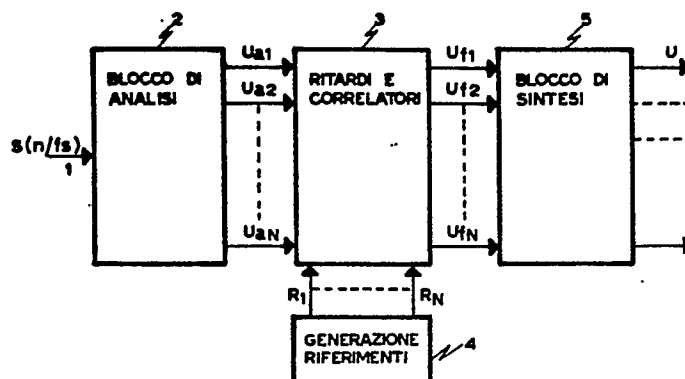 2
3
5
BLOCCO DI
ANALISI
Ua1
Ua2
UaN
RITARDI E
CORRELATORI
Uf1
Uf2
UfN
BLOCCO DI
SINTESI
U
S(n/fs)
1
R1
RN
GENERAZIONE
RIFERIMENTI
4